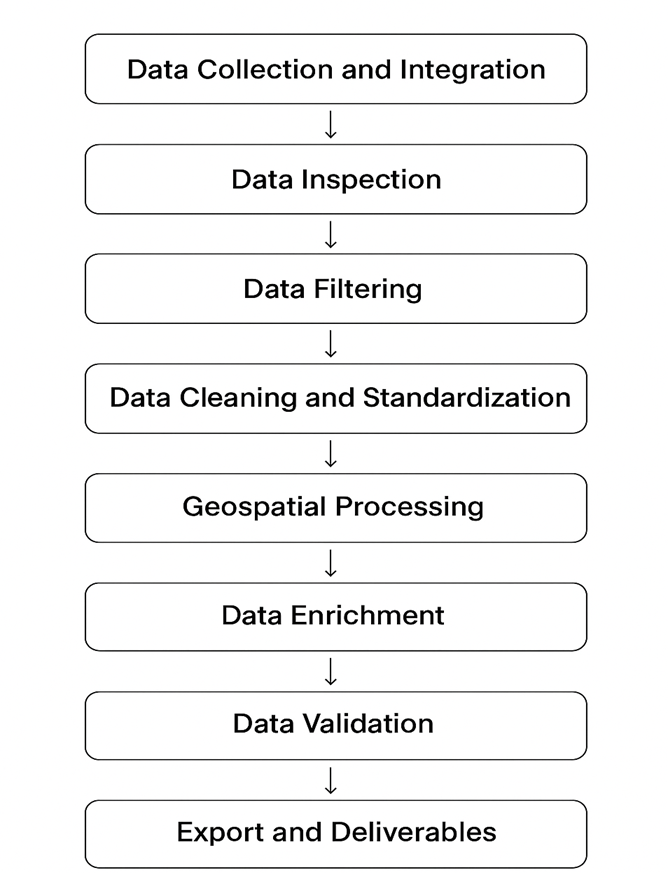 Data Collection and Integration
Data Inspection
Data Filtering
Data Cleaning and Standardization
Geospatial Processing
Data Enrichment
Data Validation
Export and Deliverables